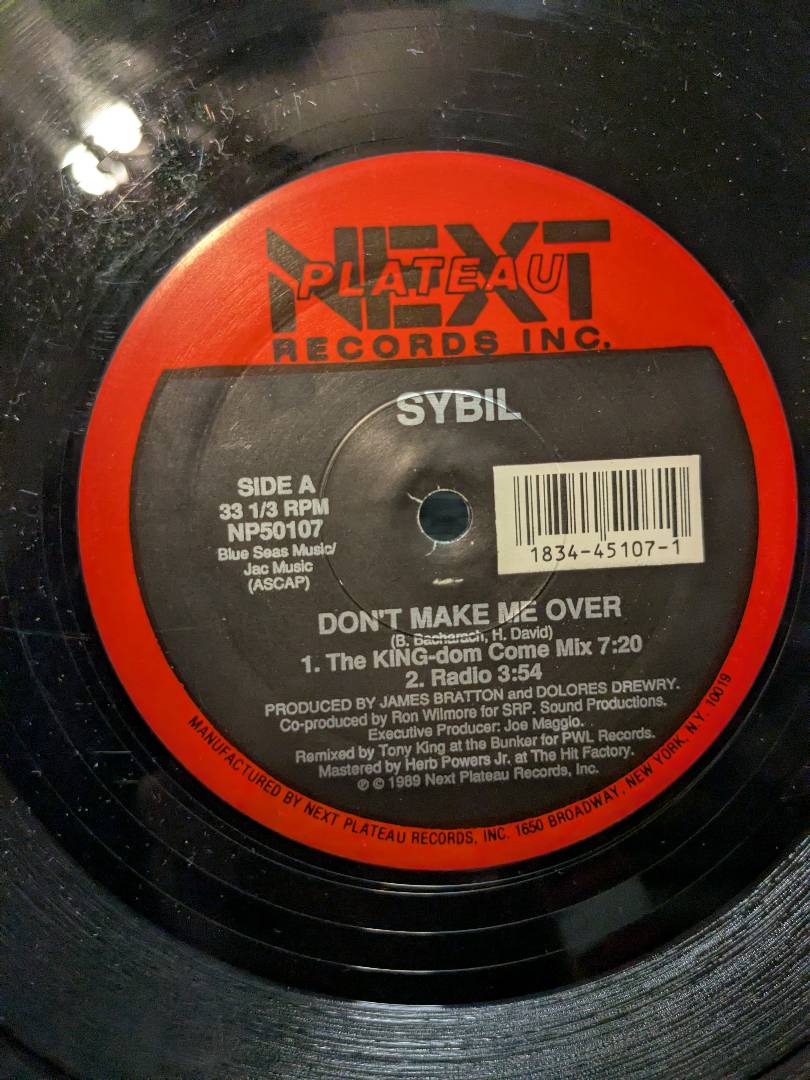 NEXT
PLATEAU
RECORDS INC.
SYBIL
SIDE A
33 1/3 RPM
NP50107
Blue Seas Music/
Jac Music
(ASCAP)
1834-45107-1
DON'T MAKE ME OVER
(B. Bacharach, H. David)
1. The KING-dom Come Mix 7:20
2. Radio 3:54
PRODUCED BY JAMES BRATTON and DOLORES DREWRY.
Co-produced by Ron Wilmore for SRP. Sound Productions.
Executive Producer: Joe Maggio.
Remixed by Tony King at the Bunker for PWL Records.
Mastered by Herb Powers Jr. at The Hit Factory.
℗ © 1989 Next Plateau Records, Inc.
MANUFACTURED BY NEXT PLATEAU RECORDS, INC. 1650 BROADWAY, NEW YORK, N.Y. 10019